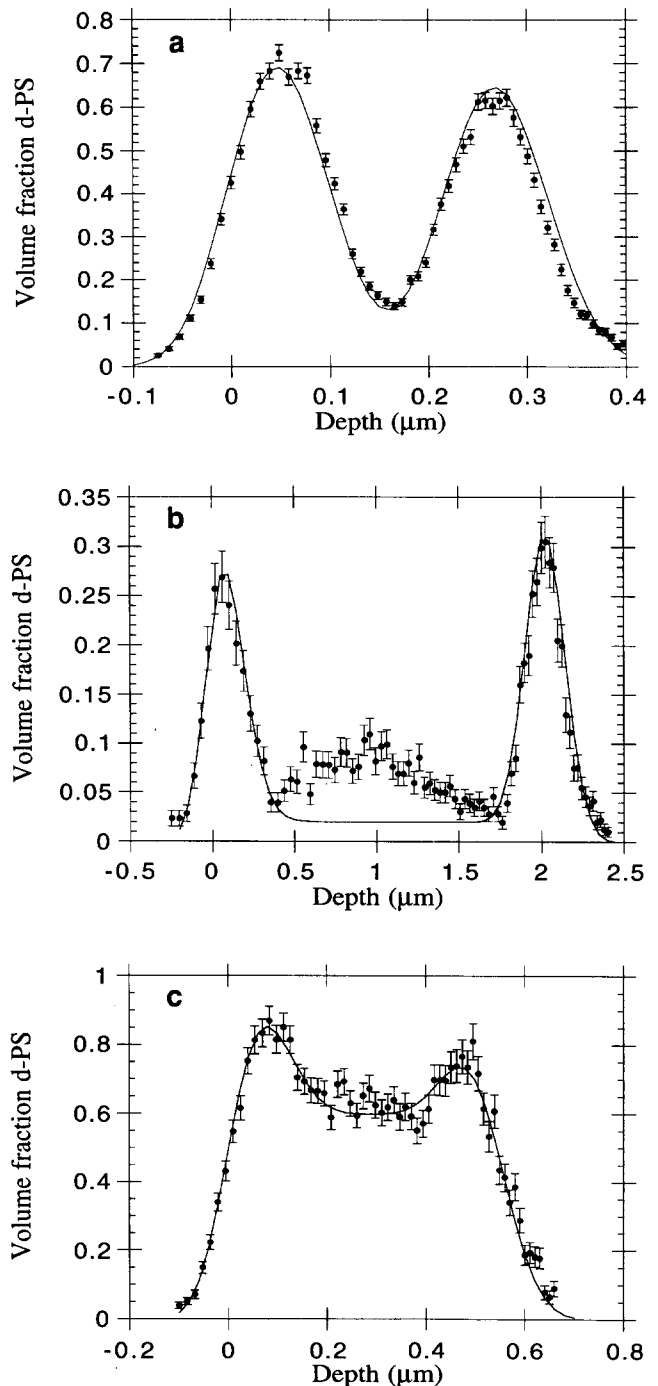 a
Volume fraction d-PS
0.8
0.7
0.6
0.5
0.4
0.3
0.2
0.1
0
-0.1 0 0.1 0.2 0.3 0.4
Depth (μm)
b
Volume fraction d-PS
0.35
0.3
0.25
0.2
0.15
0.1
0.05
0
-0.5 0 0.5 1 1.5 2 2.5
Depth (μm)
c
Volume fraction d-PS
1
0.8
0.6
0.4
0.2
0
-0.2 0 0.2 0.4 0.6 0.8
Depth (μm)